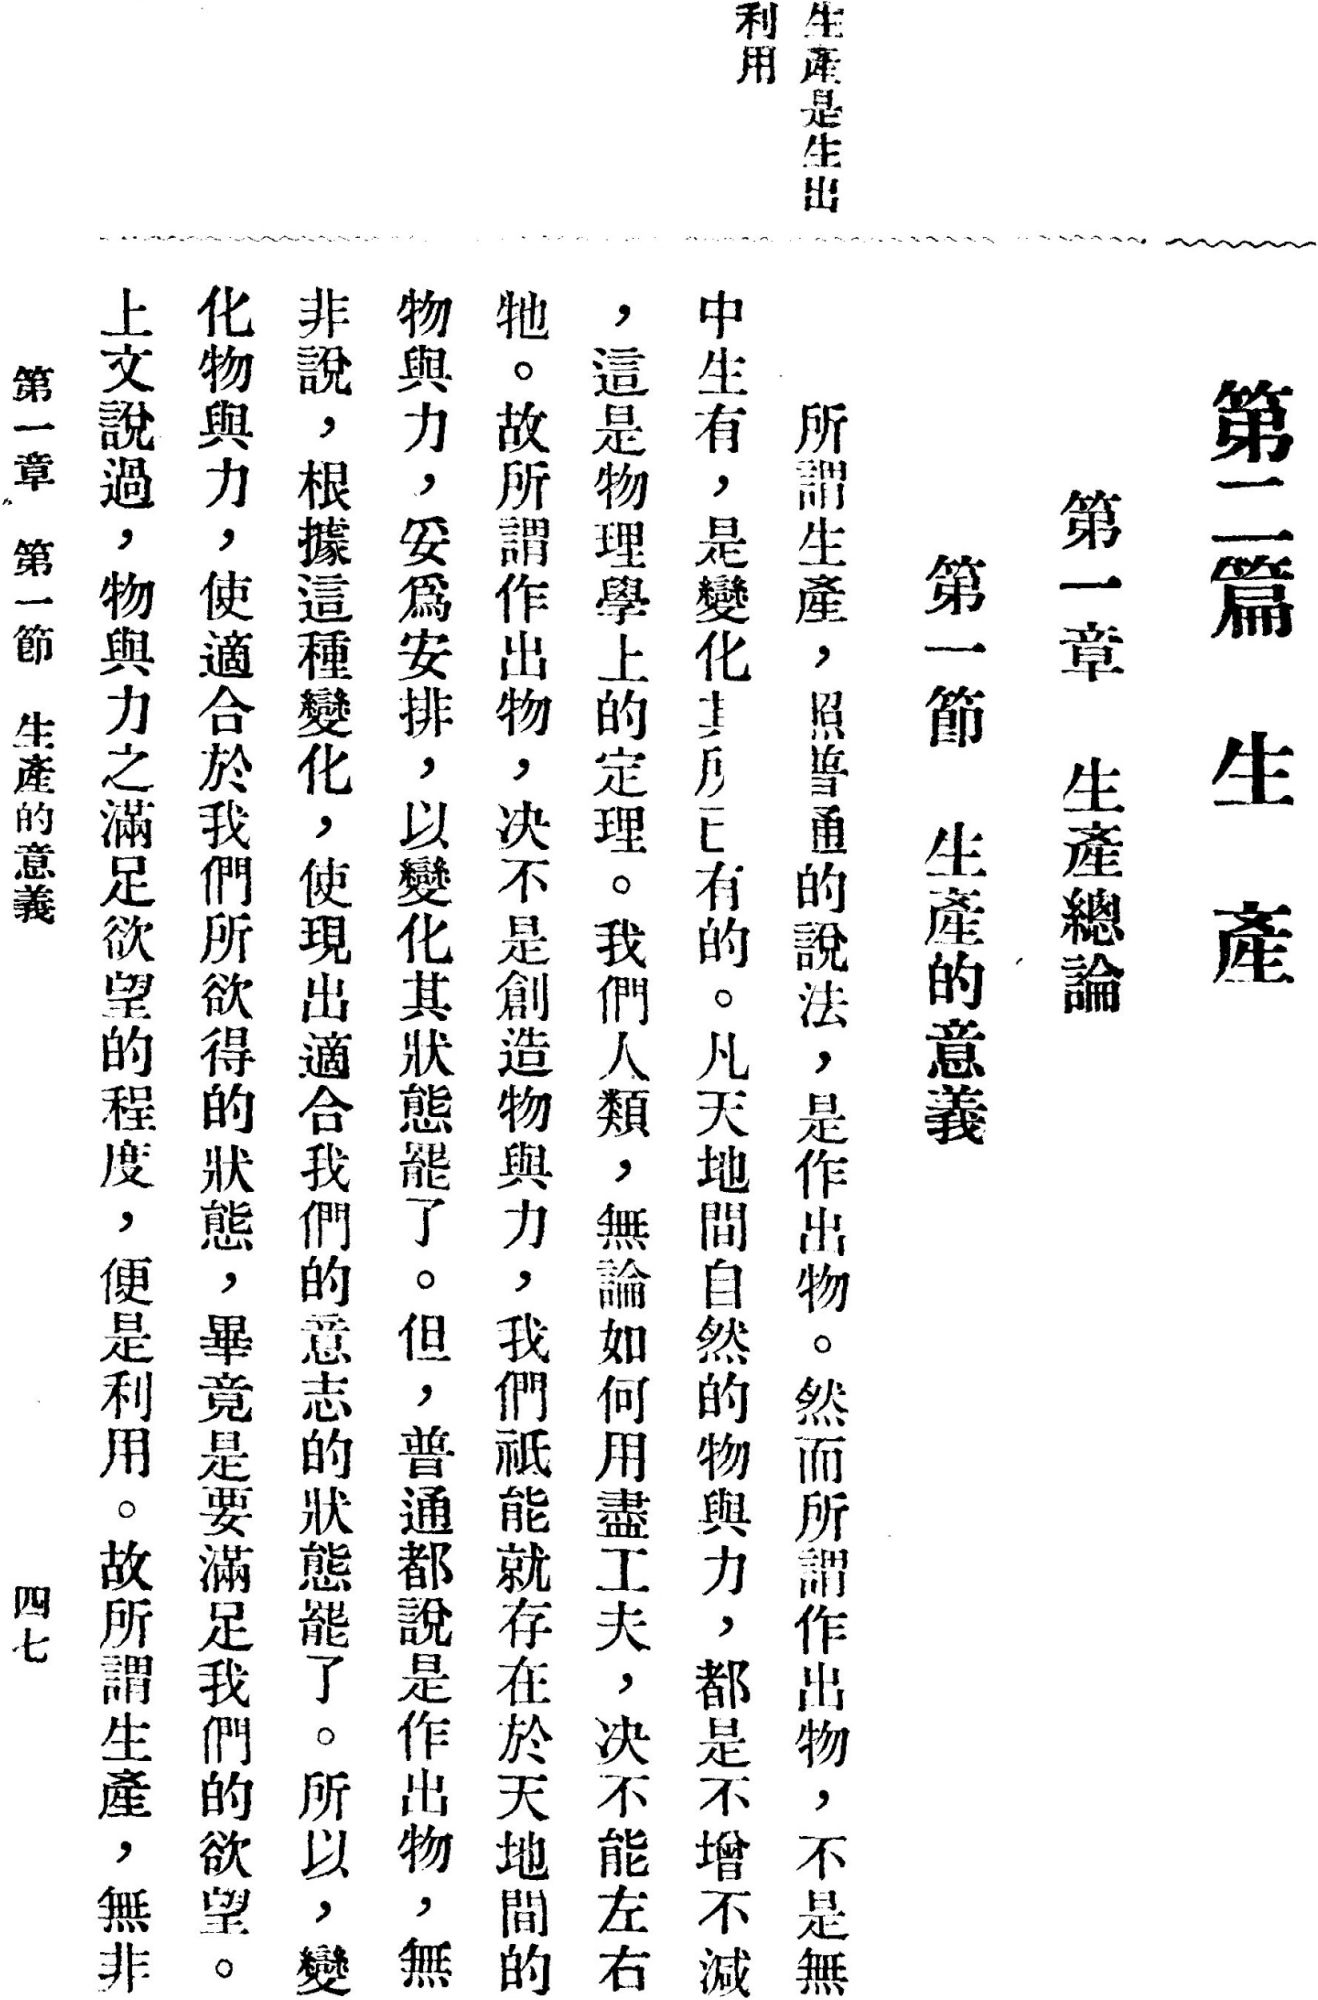 第二篇　生　產
第一章　生產總論
第一節　生產的意義
生產是生出
利用
所謂生產，照普通的說法，是作出物。然而所謂作出物，不是無
中生有，是變化其所已有的。凡天地間自然的物與力，都是不增不減
，這是物理學上的定理。我們人類，無論如何用盡工夫，决不能左右
牠。故所謂作出物，决不是創造物與力，我們祇能就存在於天地間的
物與力，妥爲安排，以變化其狀態罷了。但，普通都說是作出物，無
非說，根據這種變化，使現出適合我們的意志的狀態罷了。所以，變
化物與力，使適合於我們所欲得的狀態，畢竟是要滿足我們的欲望。
上文說過，物與力之滿足欲望的程度，便是利用。故所謂生產，無非
第一章　第一節　生產的意義　四七